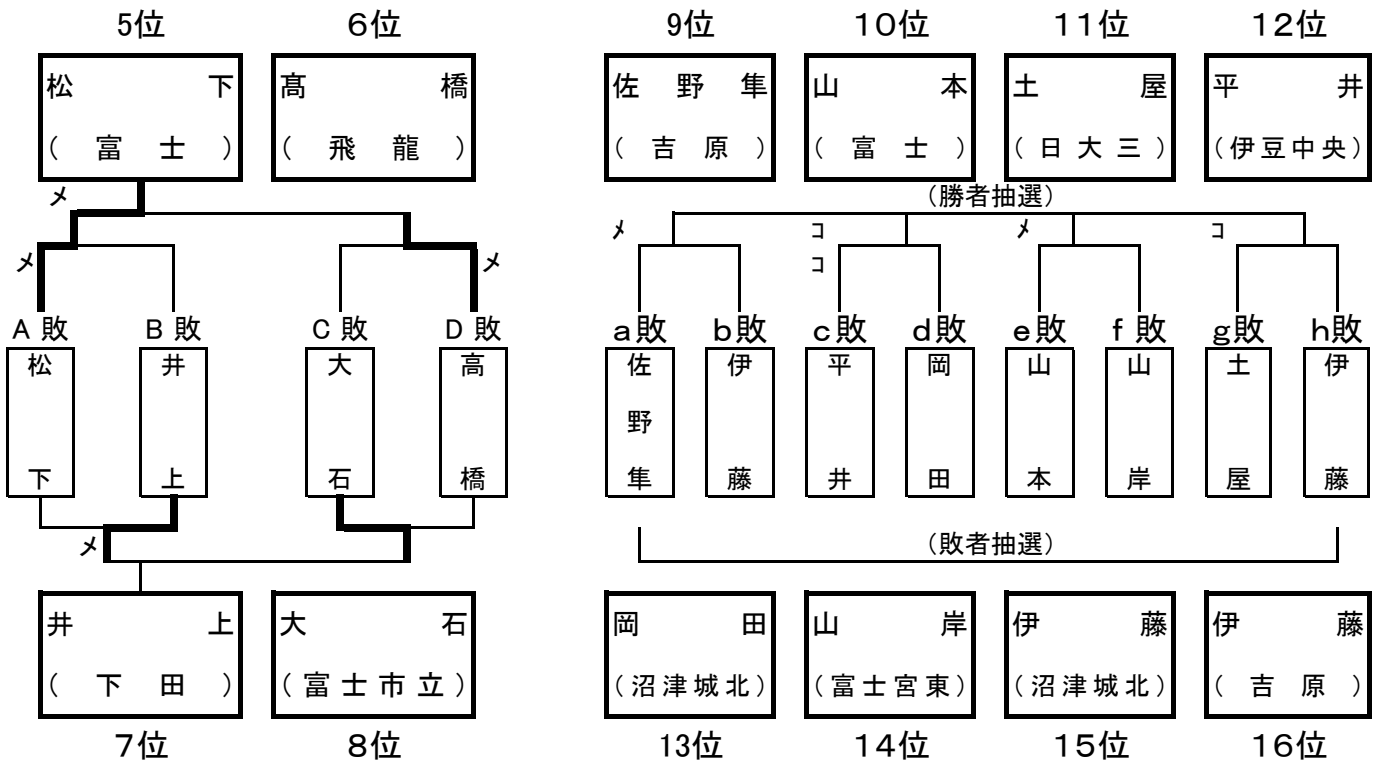 5位 6位 9位 10位 11位 12位
松下 髙橋 佐野隼 山本 土屋 平井
(富士) (飛龍) (吉原) (富士) (日大三) (伊豆中央)
メ (勝者抽選)
メ コ メ コ
メ メ コ
A敗 B敗 C敗 D敗 a敗 b敗 c敗 d敗 e敗 f敗 g敗 h敗
松下 井上 大石 高橋 佐野隼 伊藤 平井 岡田 山本 山岸 土屋 伊藤
メ (敗者抽選)
井上 大石 岡田 山岸 伊藤 伊藤
(下田) (富士市立) (沼津城北) (富士宮東) (沼津城北) (吉原)
7位 8位 13位 14位 15位 16位